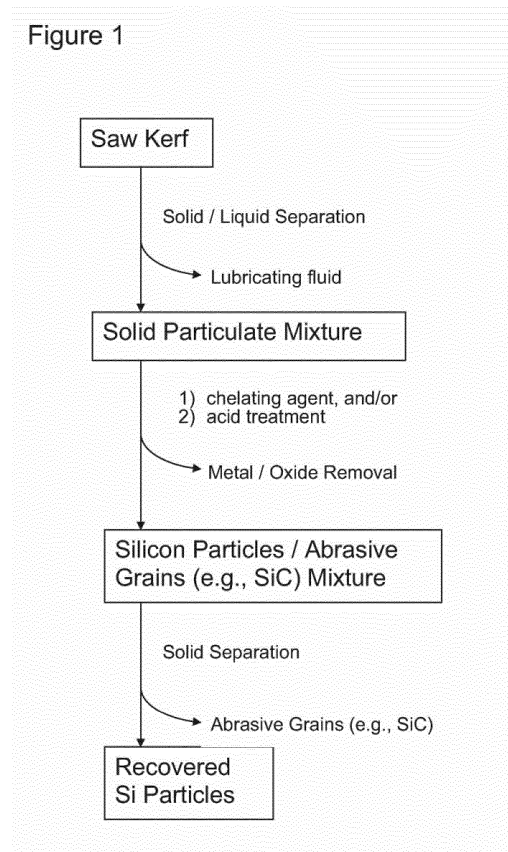 Figure 1
Saw Kerf
Solid / Liquid Separation
Lubricating fluid
Solid Particulate Mixture
1) chelating agent, and/or
2) acid treatment
Metal / Oxide Removal
Silicon Particles / Abrasive
Grains (e.g., SiC) Mixture
Solid Separation
Abrasive Grains (e.g., SiC)
Recovered
Si Particles